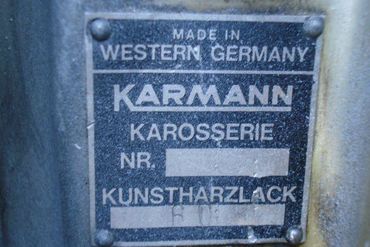 MADE IN
WESTERN GERMANY
KARMANN
KAROSSERIE
NR.
KUNSTHARZLACK